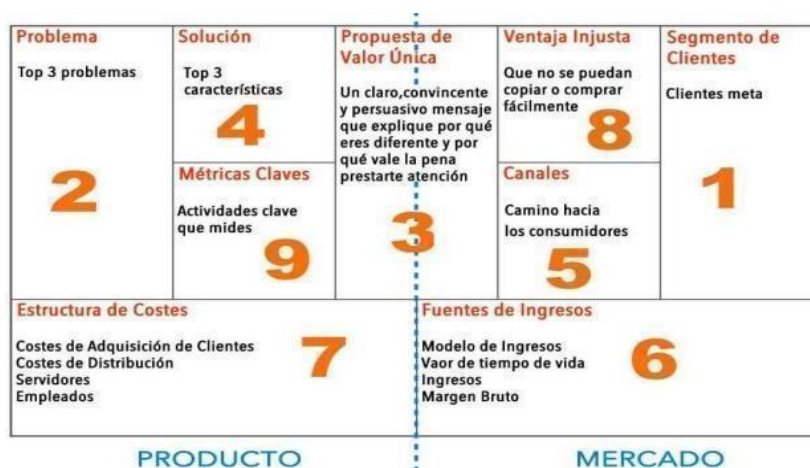 Problema
Top 3 problemas
2
Solución
Top 3
características
4
Métricas Claves
Actividades clave
que mides
9
Propuesta de
Valor Única
Un claro,convincente
y persuasivo mensaje
que explique por qué
eres diferente y por
qué vale la pena
prestarte atención
3
Ventaja Injusta
Que no se puedan
copiar o comprar
fácilmente
8
Canales
Camino hacia
los consumidores
5
Segmento de
Clientes
Clientes meta
1
Estructura de Costes
Costes de Adquisición de Clientes
Costes de Distribución
Servidores
Empleados
7
Fuentes de Ingresos
Modelo de Ingresos
Vaor de tiempo de vida
Ingresos
Margen Bruto
6
PRODUCTO
MERCADO